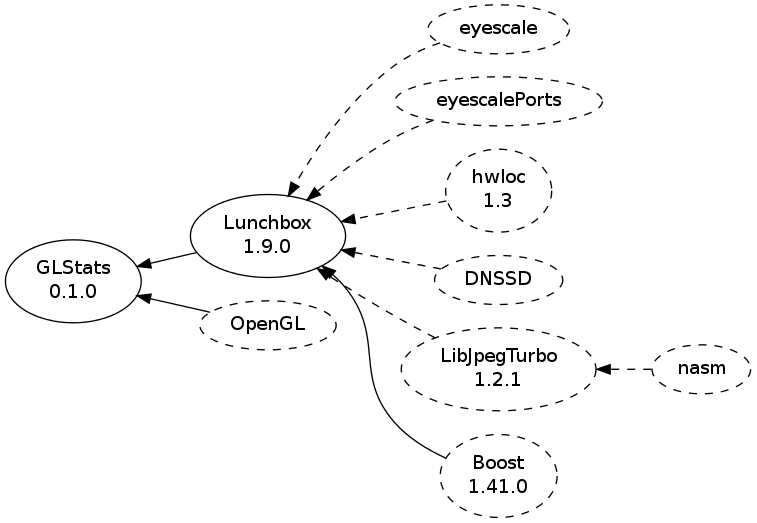 eyescale
eyescalePorts
hwloc
1.3
Lunchbox
1.9.0
GLStats
0.1.0
DNSSD
OpenGL
LibJpegTurbo
1.2.1
nasm
Boost
1.41.0